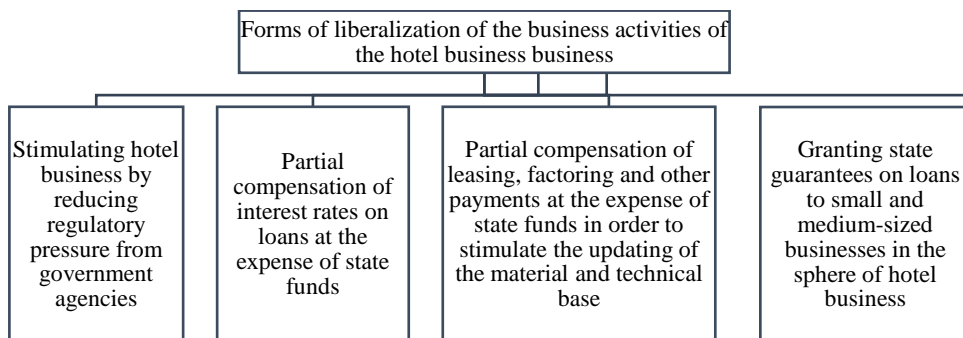 Forms of liberalization of the business activities of
the hotel business business
Stimulating hotel
business by
reducing
regulatory
pressure from
government
agencies
Partial
compensation of
interest rates on
loans at the
expense of state
funds
Partial compensation of
leasing, factoring and other
payments at the expense of
state funds in order to
stimulate the updating of
the material and technical
base
Granting state
guarantees on loans
to small and
medium-sized
businesses in the
sphere of hotel
business